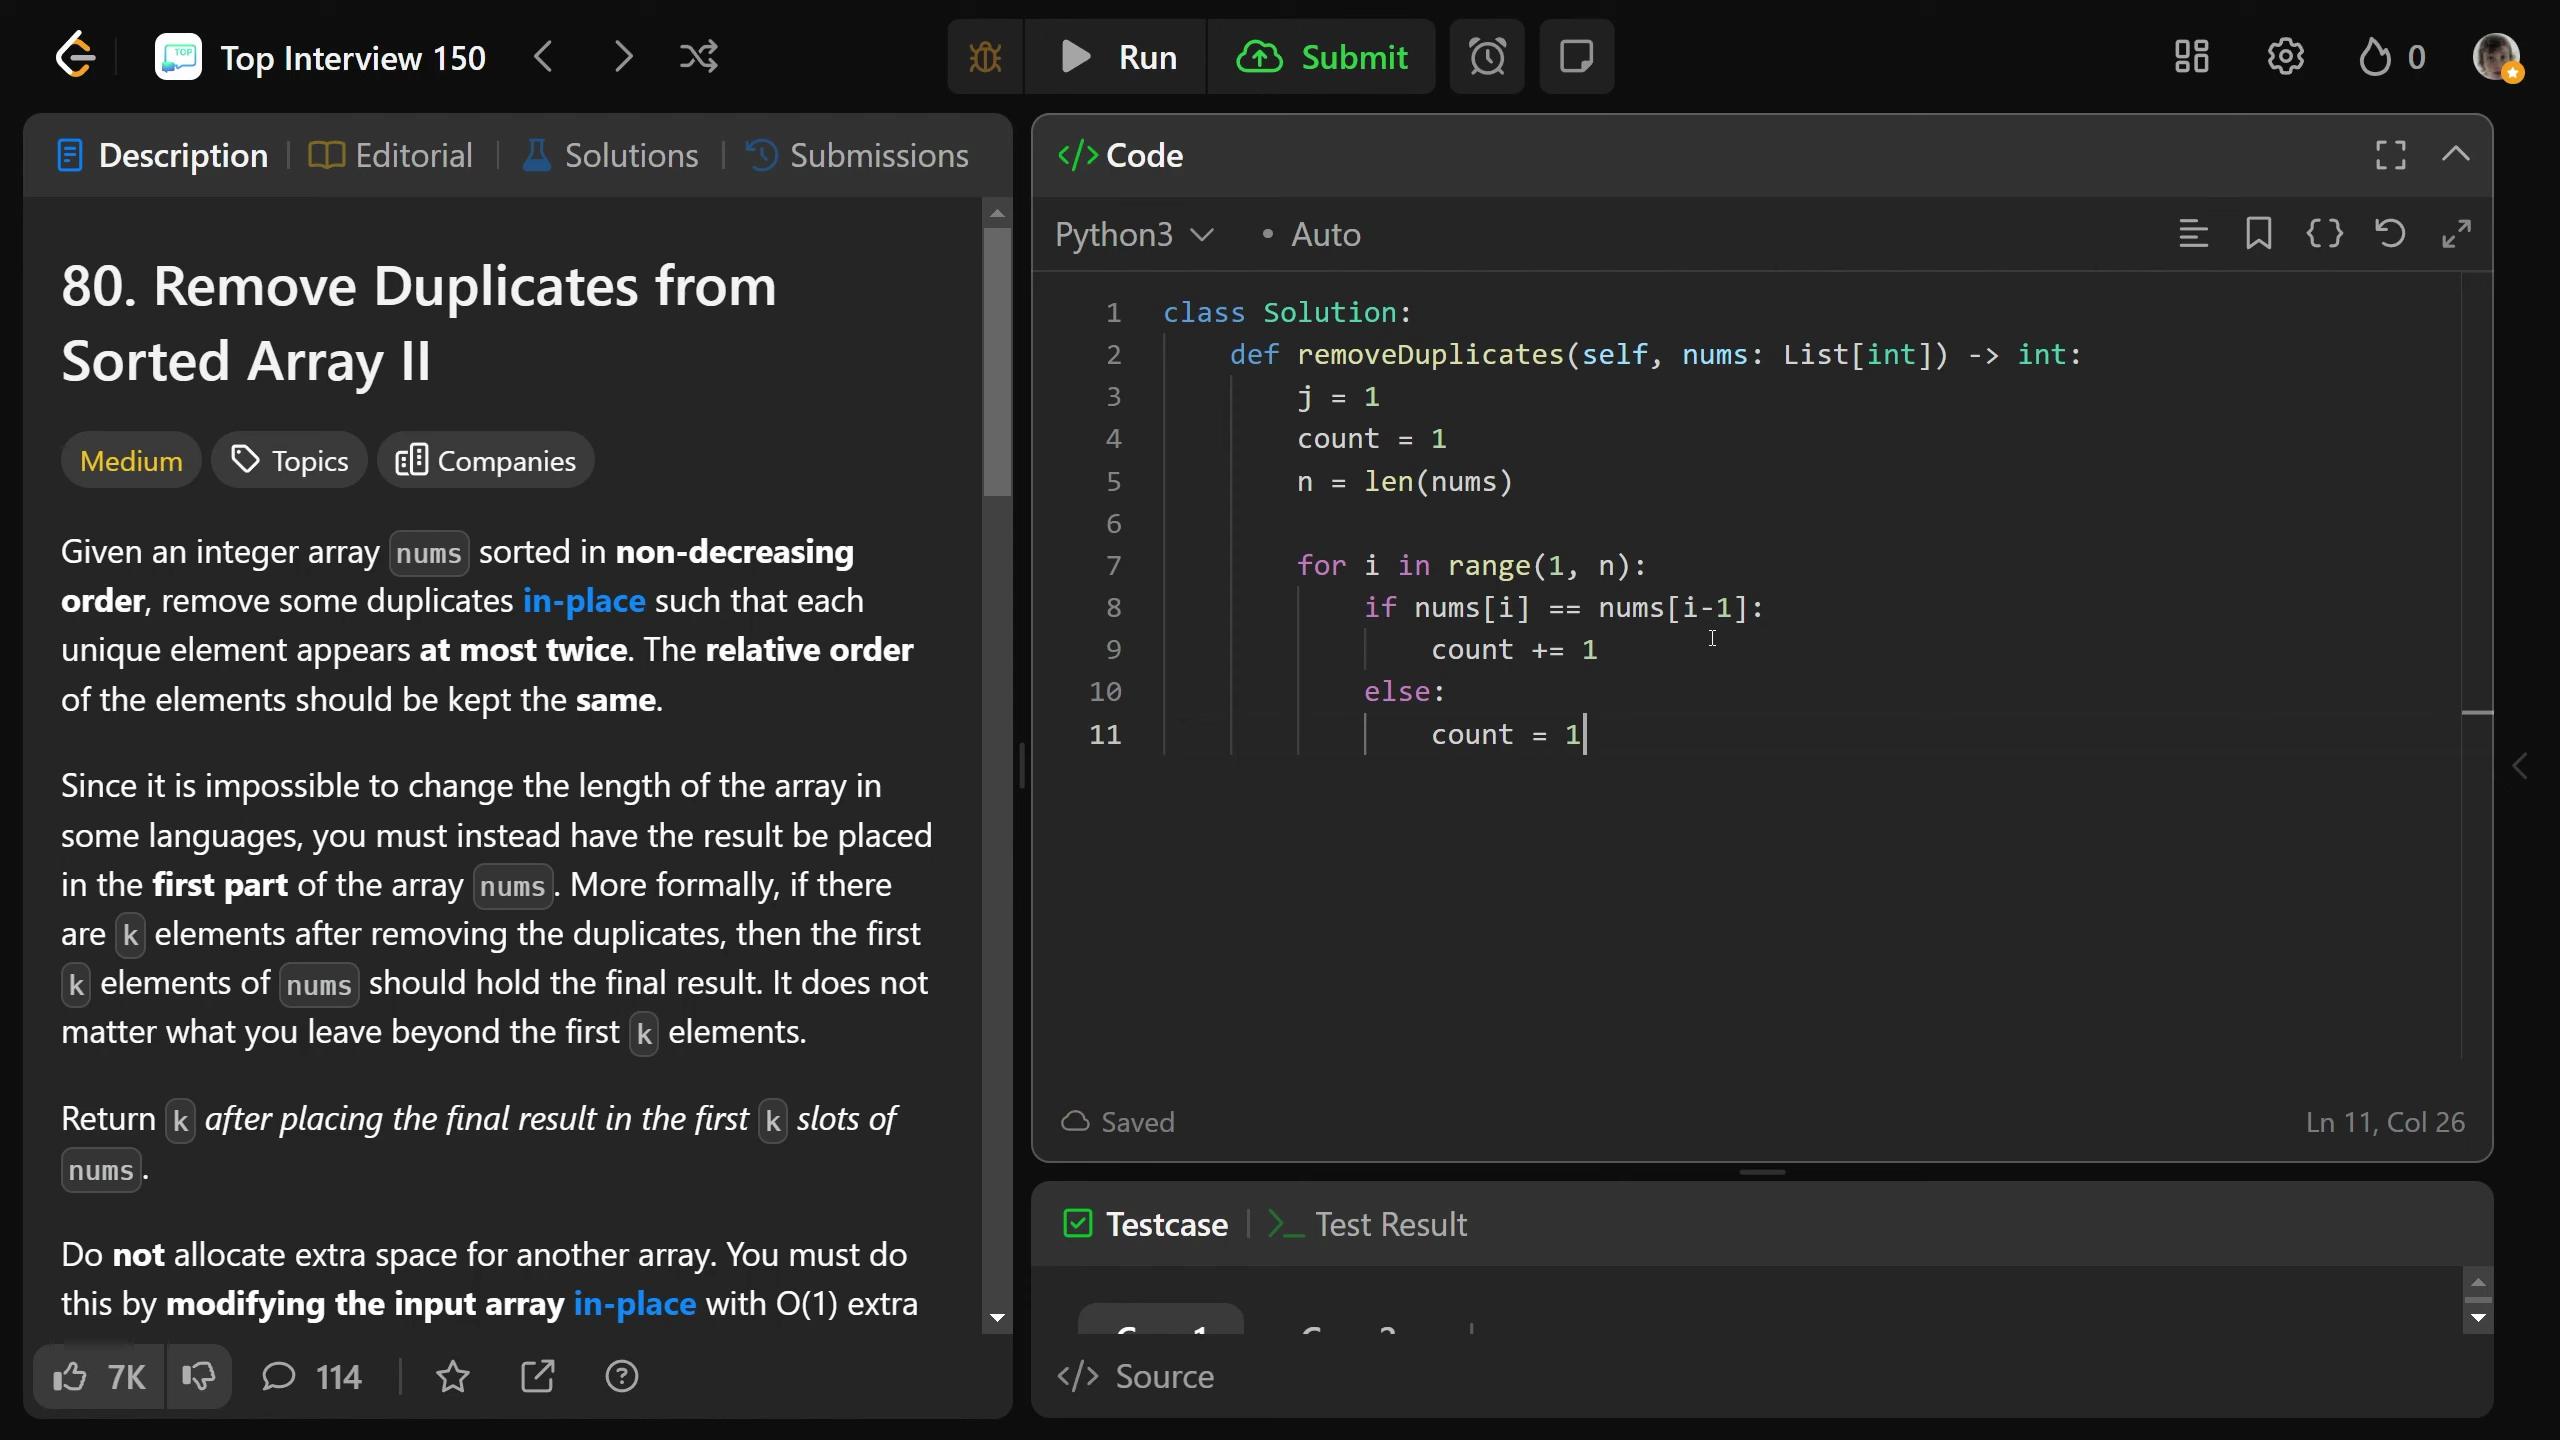 Top Interview 150
Run
Submit
0
Description
Editorial
Solutions
Submissions
80. Remove Duplicates from
Sorted Array II
Medium
Topics
Companies
Given an integer array nums sorted in non-decreasing
order, remove some duplicates in-place such that each
unique element appears at most twice. The relative order
of the elements should be kept the same.
Since it is impossible to change the length of the array in
some languages, you must instead have the result be placed
in the first part of the array nums. More formally, if there
are k elements after removing the duplicates, then the first
k elements of nums should hold the final result. It does not
matter what you leave beyond the first k elements.
Return k after placing the final result in the first k slots of
nums.
Do not allocate extra space for another array. You must do
this by modifying the input array in-place with O(1) extra
7K
114
</> Code
Python3
• Auto
1 class Solution:
2     def removeDuplicates(self, nums: List[int]) -> int:
3         j = 1
4         count = 1
5         n = len(nums)
6
7         for i in range(1, n):
8             if nums[i] == nums[i-1]:
9                 count += 1
10             else:
11                 count = 1
Saved
Ln 11, Col 26
Testcase
Test Result
</> Source